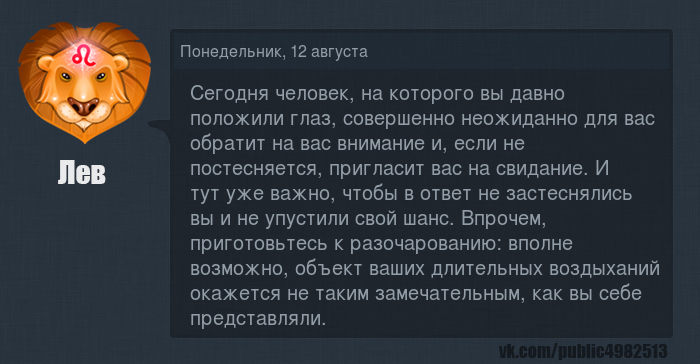 Понедельник, 12 августа
Сегодня человек, на которого вы давно
положили глаз, совершенно неожиданно для вас
обратит на вас внимание и, если не
постесняется, пригласит вас на свидание. И
тут уже важно, чтобы в ответ не застеснялись
вы и не упустили свой шанс. Впрочем,
приготовьтесь к разочарованию: вполне
возможно, объект ваших длительных воздыханий
окажется не таким замечательным, как вы себе
представляли.
Лев
vk.com/public4982513